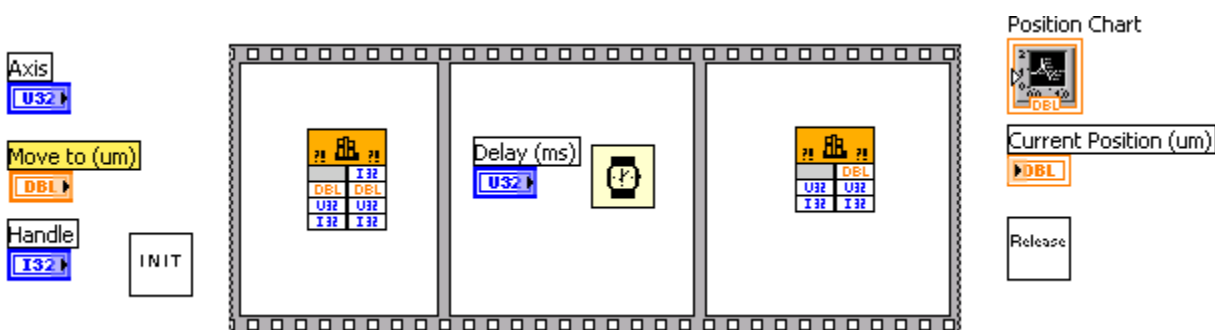 Axis
U32
Move to (um)
DBL
Handle
I32
INIT
?! ?!
I32
DBL DBL
U32 U32
I32 I32
Delay (ms)
U32
?! ?!
DBL
U32 U32
I32 I32
Position Chart
DBL
Current Position (um)
DBL
Release